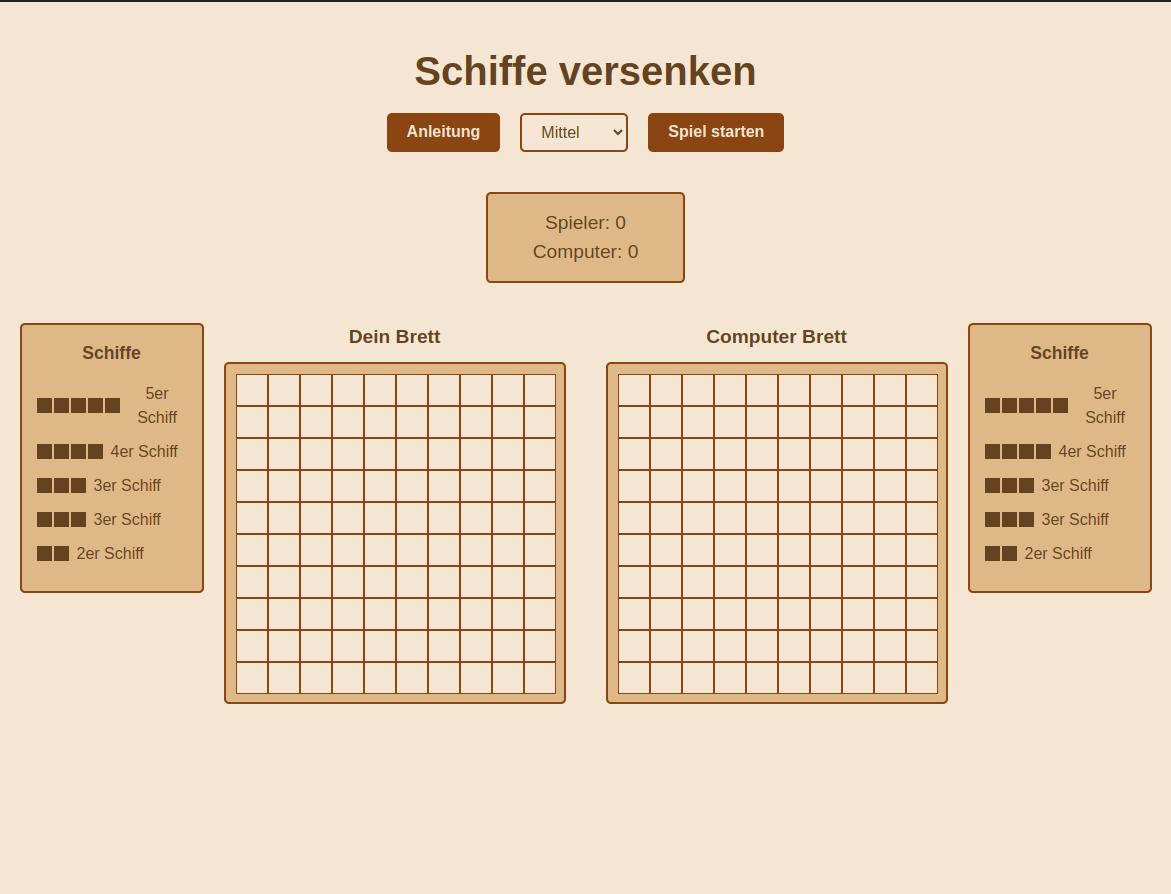 Schiffe versenken
Anleitung
Mittel
Spiel starten
Spieler: 0
Computer: 0
Schiffe
5er
Schiff
4er Schiff
3er Schiff
3er Schiff
2er Schiff
Dein Brett
Computer Brett
Schiffe
5er
Schiff
4er Schiff
3er Schiff
3er Schiff
2er Schiff